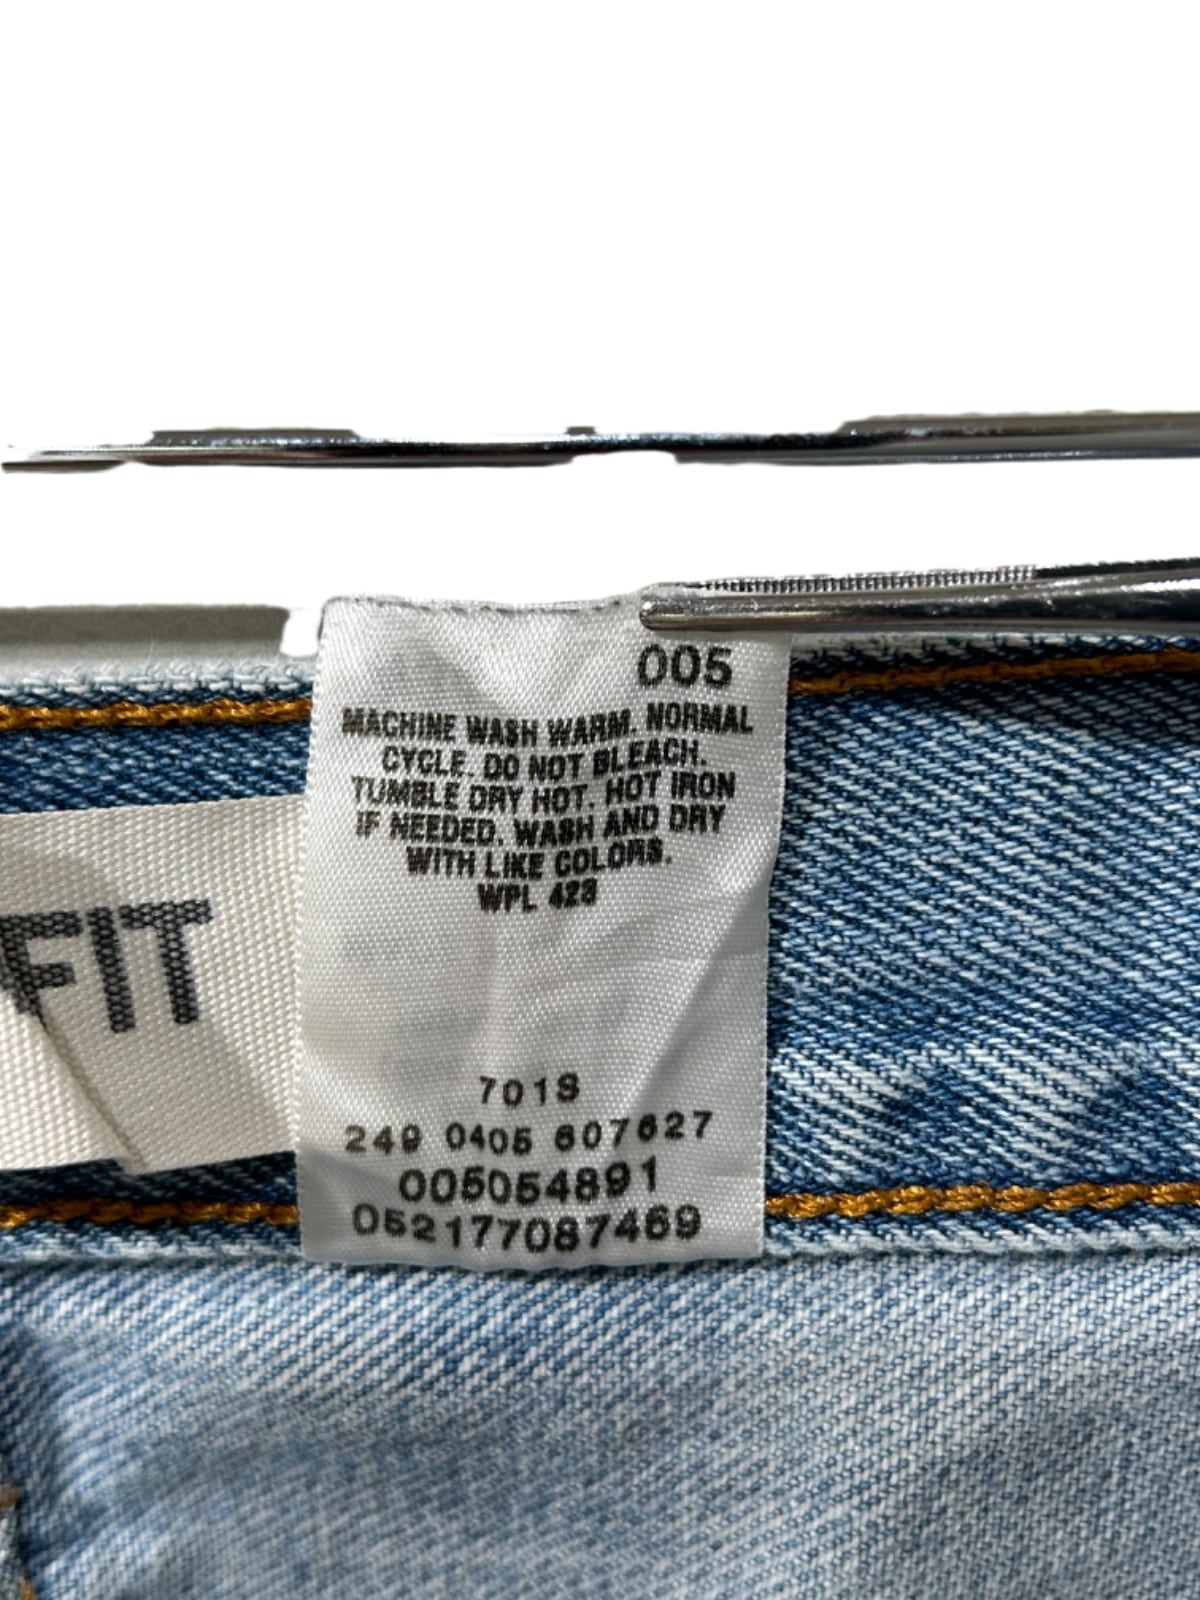 005
MACHINE WASH WARM. NORMAL
CYCLE. DO NOT BLEACH.
TUMBLE DRY HOT. HOT IRON
IF NEEDED. WASH AND DRY
WITH LIKE COLORS.
WPL 423
FIT
701S
249 0405 607627
005054891
052177087469